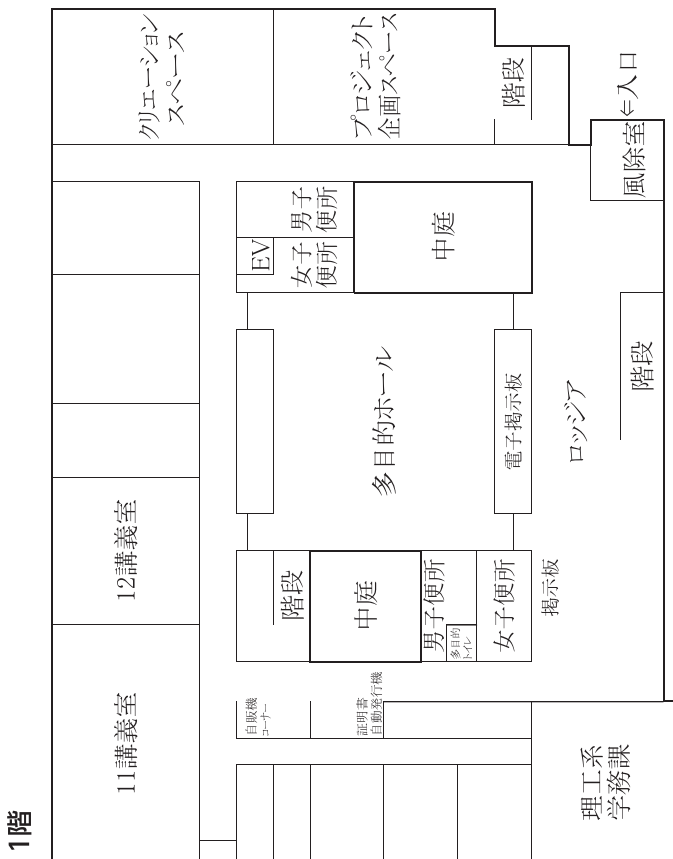 1階
クリエーション
スペース
プロジェクト
企画スペース
階段
⇐入口
風除室
男子
便所
EV
女子
便所
中庭
多目的ホール
電子掲示板
ロッジア
階段
12講義室
階段
中庭
男子便所
多目的
トイレ
女子便所
掲示板
11講義室
自販機
コーナー
証明書
自動発行機
理工系
学務課